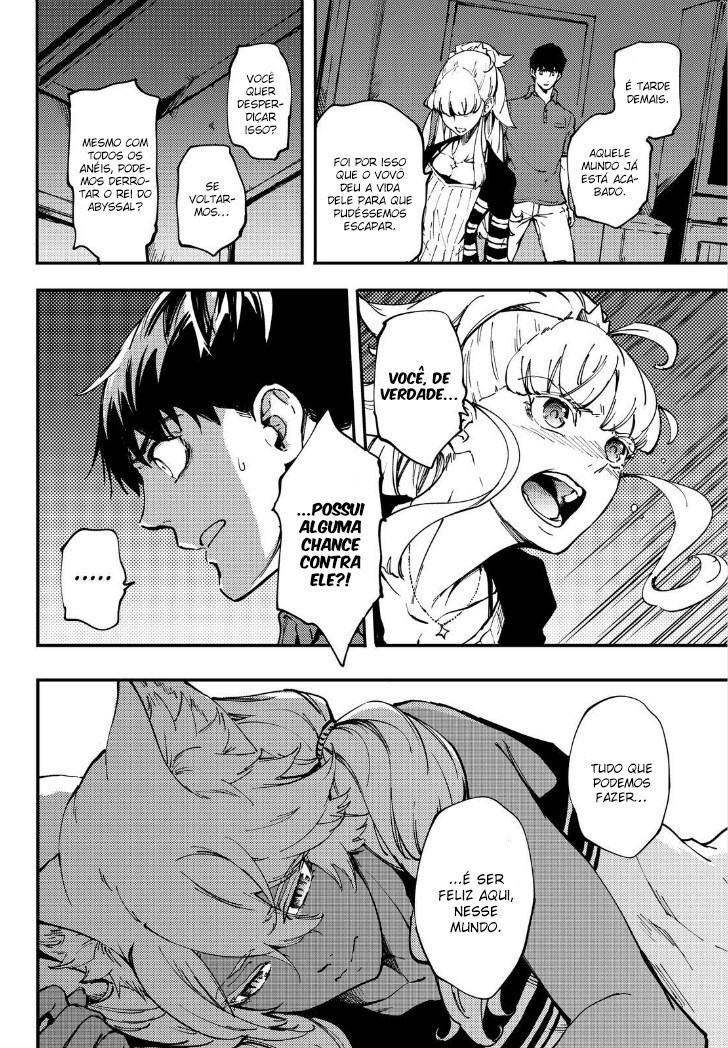 É TARDE
DEMAIS.
AQUELE
MUNDO JÁ
ESTÁ ACA-
BADO.
FOI POR ISSO
QUE O VOVÔ
DEU A VIDA
DELE PARA QUE
PUDÉSSEMOS
ESCAPAR.
VOCÊ
QUER
DESPER-
DIÇAR
ISSO?
SE
VOLTAR-
MOS...
MESMO COM
TODOS OS
ANÉIS, PODE-
MOS DERRO-
TAR O REI DO
ABYSSAL?
VOCÊ, DE
VERDADE...
...POSSUI
ALGUMA
CHANCE
CONTRA
ELE?!
.....
TUDO QUE
PODEMOS
FAZER...
...É SER
FELIZ AQUI,
NESSE
MUNDO.